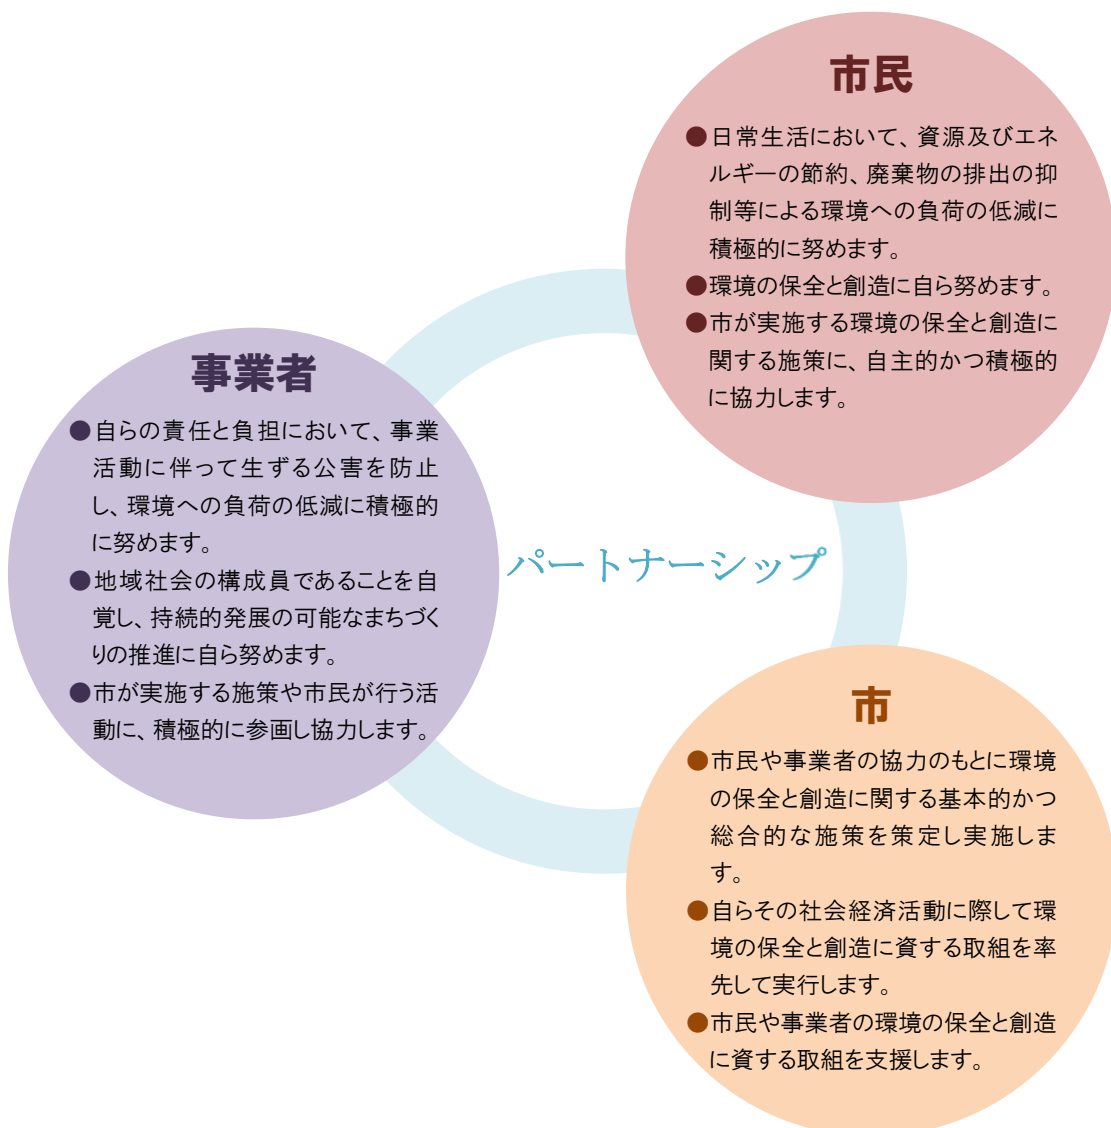 市民
●日常生活において、資源及びエネ
ルギーの節約、廃棄物の排出の抑
制等による環境への負荷の低減に
積極的に努めます。
●環境の保全と創造に自ら努めます。
●市が実施する環境の保全と創造に
関する施策に、自主的かつ積極的
に協力します。
事業者
●自らの責任と負担において、事業
活動に伴って生ずる公害を防止
し、環境への負荷の低減に積極的
に努めます。
●地域社会の構成員であることを自
覚し、持続的発展の可能なまちづく
りの推進に自ら努めます。
●市が実施する施策や市民が行う活
動に、積極的に参画し協力します。
パートナーシップ
市
●市民や事業者の協力のもとに環境
の保全と創造に関する基本的かつ
総合的な施策を策定し実施しま
す。
●自らその社会経済活動に際して環
境の保全と創造に資する取組を率
先して実行します。
●市民や事業者の環境の保全と創造
に資する取組を支援します。